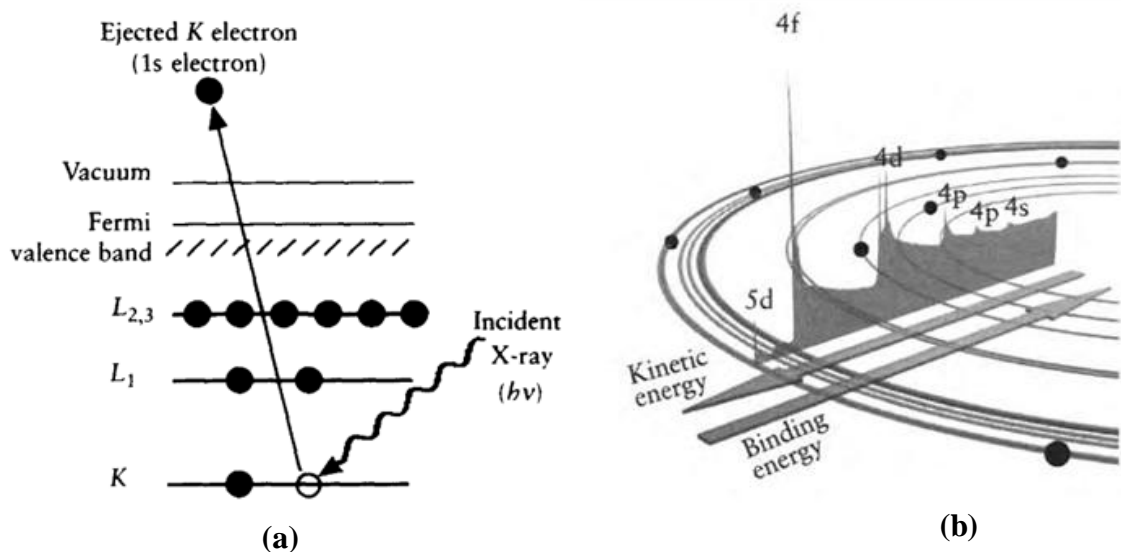 Ejected K electron
(1s electron)
Vacuum
Fermi
valence band
L2,3
L1
K
Incident
X-ray
(hν)
(a)
4f
4d
4p
4p
4s
5d
Kinetic
energy
Binding
energy
(b)